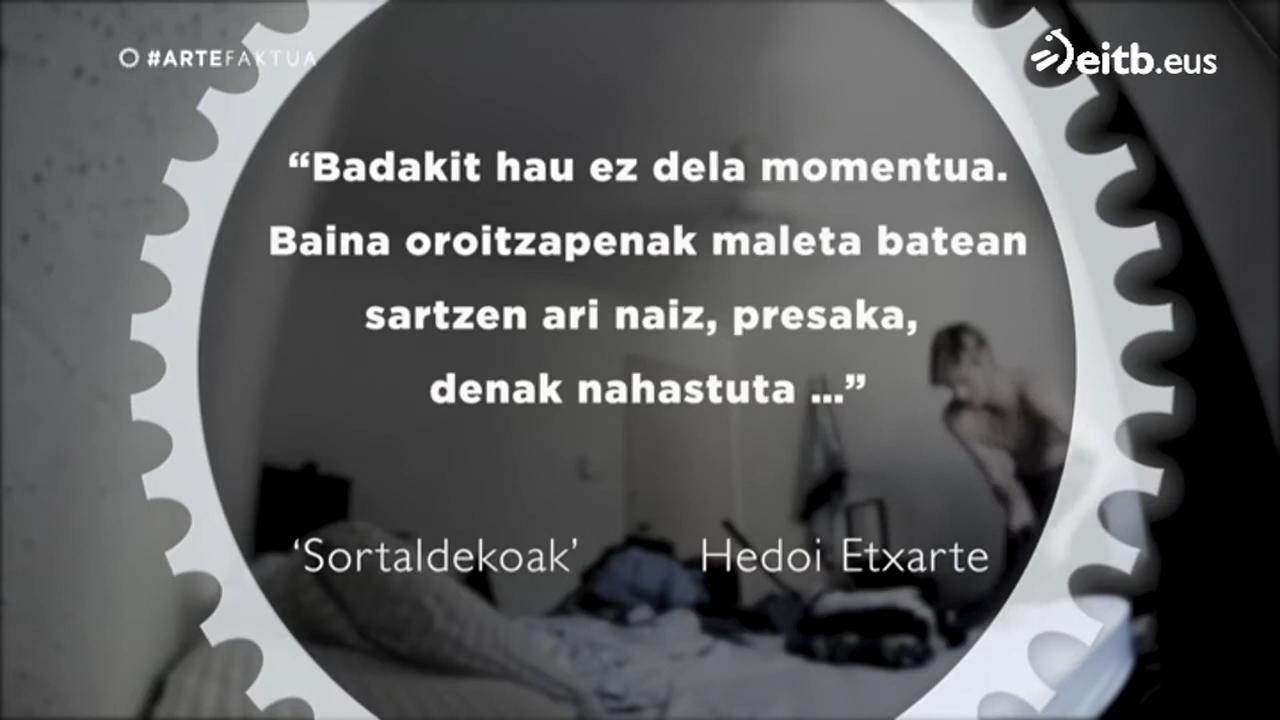 #ARTEFAKTUA
eitb.eus
“Badakit hau ez dela momentua.
Baina oroitzapenak maleta batean
sartzen ari naiz, presaka,
denak nahastuta ...”
‘Sortaldekoak’ Hedoi Etxarte